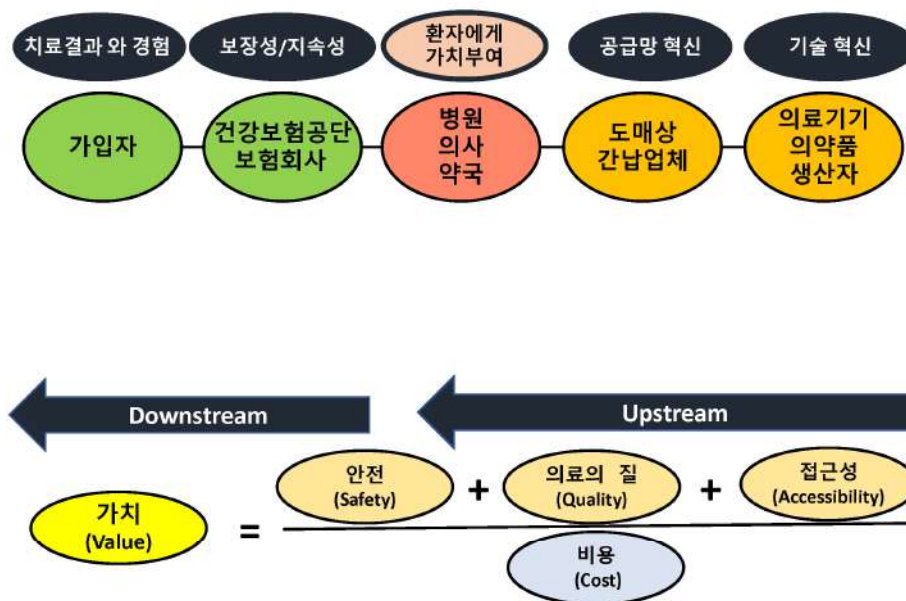 치료결과 와 경험
보장성/지속성
환자에게
가치부여
공급망 혁신
기술 혁신
가입자
건강보험공단
보험회사
병원
의사
약국
도매상
간납업체
의료기기
의약품
생산자
Downstream
Upstream
가치
(Value)
=
안전
(Safety)
+
의료의 질
(Quality)
+
접근성
(Accessibility)
비용
(Cost)